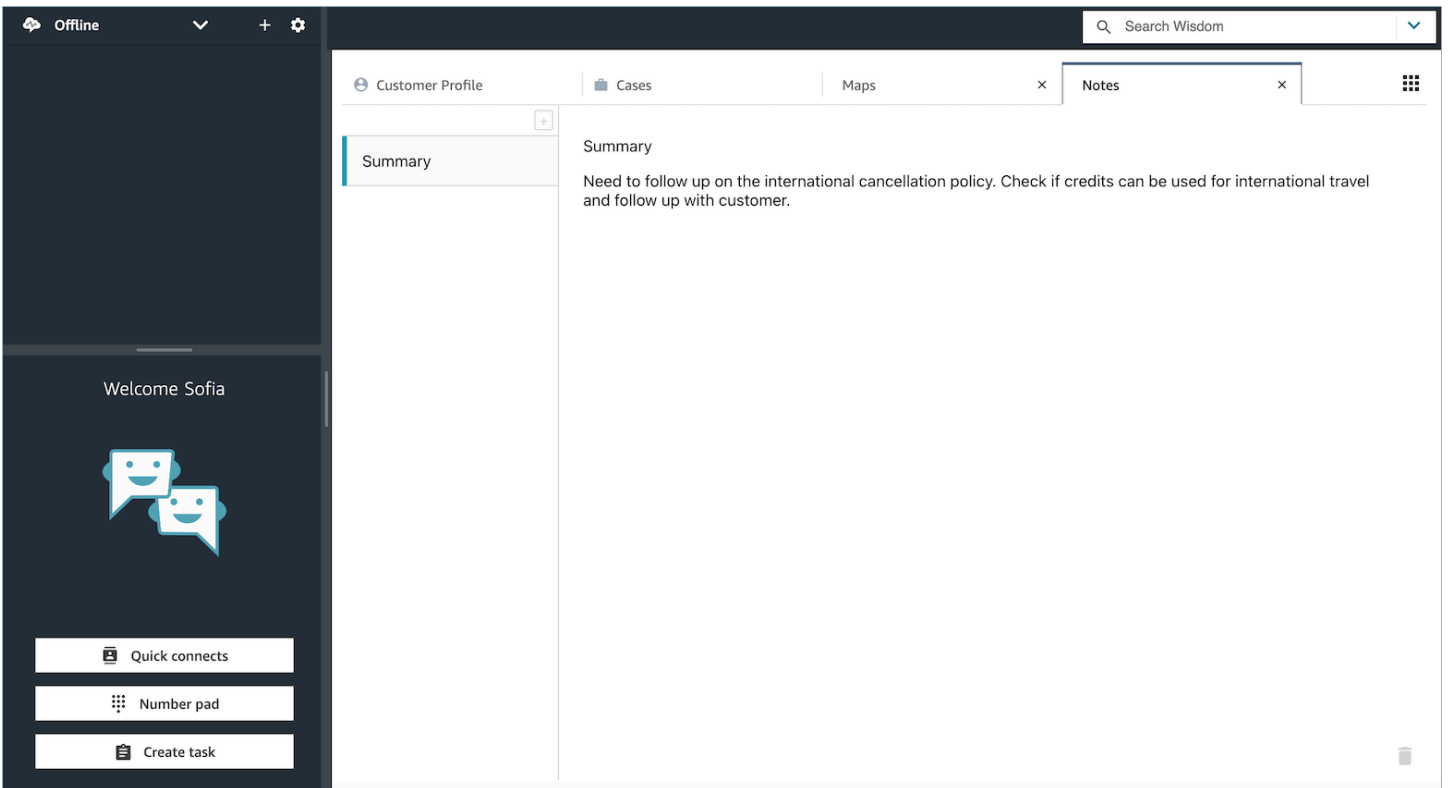 Offline
Search Wisdom
Customer Profile
Cases
Maps
Notes
Summary
Summary
Need to follow up on the international cancellation policy. Check if credits can be used for international travel
and follow up with customer.
Welcome Sofia
Quick connects
Number pad
Create task